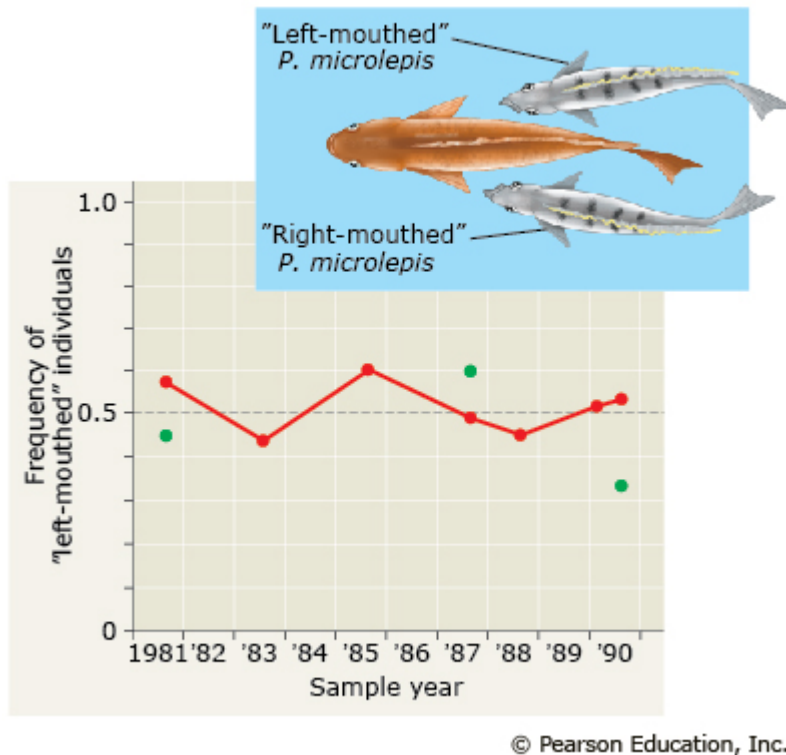 "Left-mouthed"
P. microlepis
"Right-mouthed"
P. microlepis
1.0
0.5
0
Frequency of
"left-mouthed" individuals
1981 '82 '83 '84 '85 '86 '87 '88 '89 '90
Sample year
© Pearson Education, Inc.